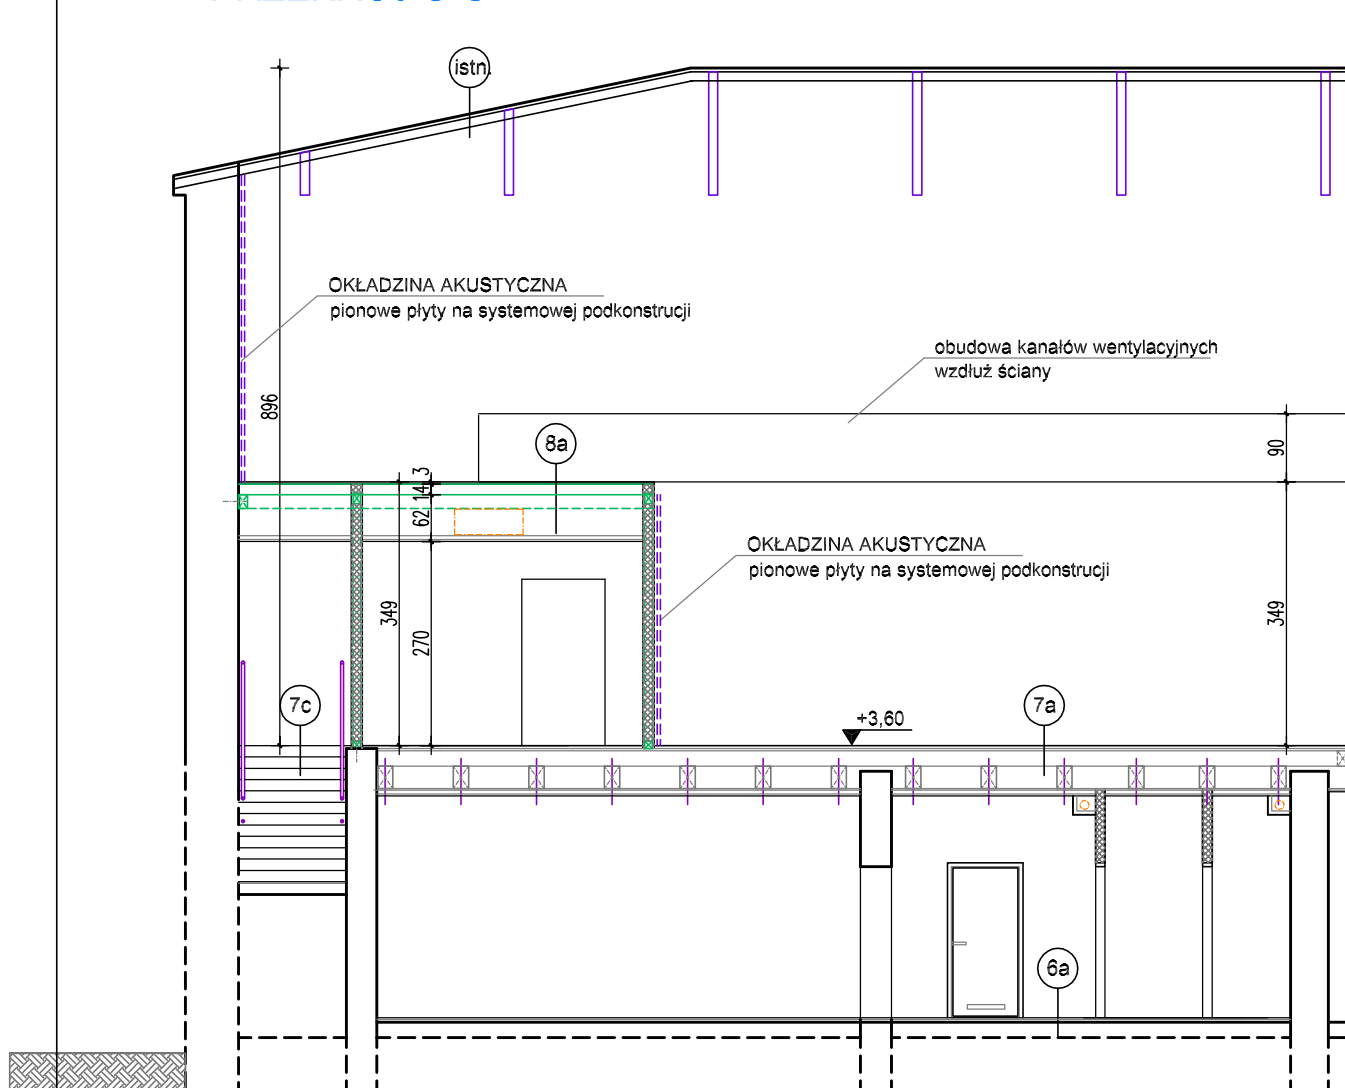 istn.
OKŁADZINA AKUSTYCZNA
pionowe płyty na systemowej podkonstrucji
obudowa kanałów wentylacyjnych
wzdłuż ściany
896
90
8a
3
14
62
OKŁADZINA AKUSTYCZNA
pionowe płyty na systemowej podkonstrucji
349
270
349
7c
7a
+3,60
6a